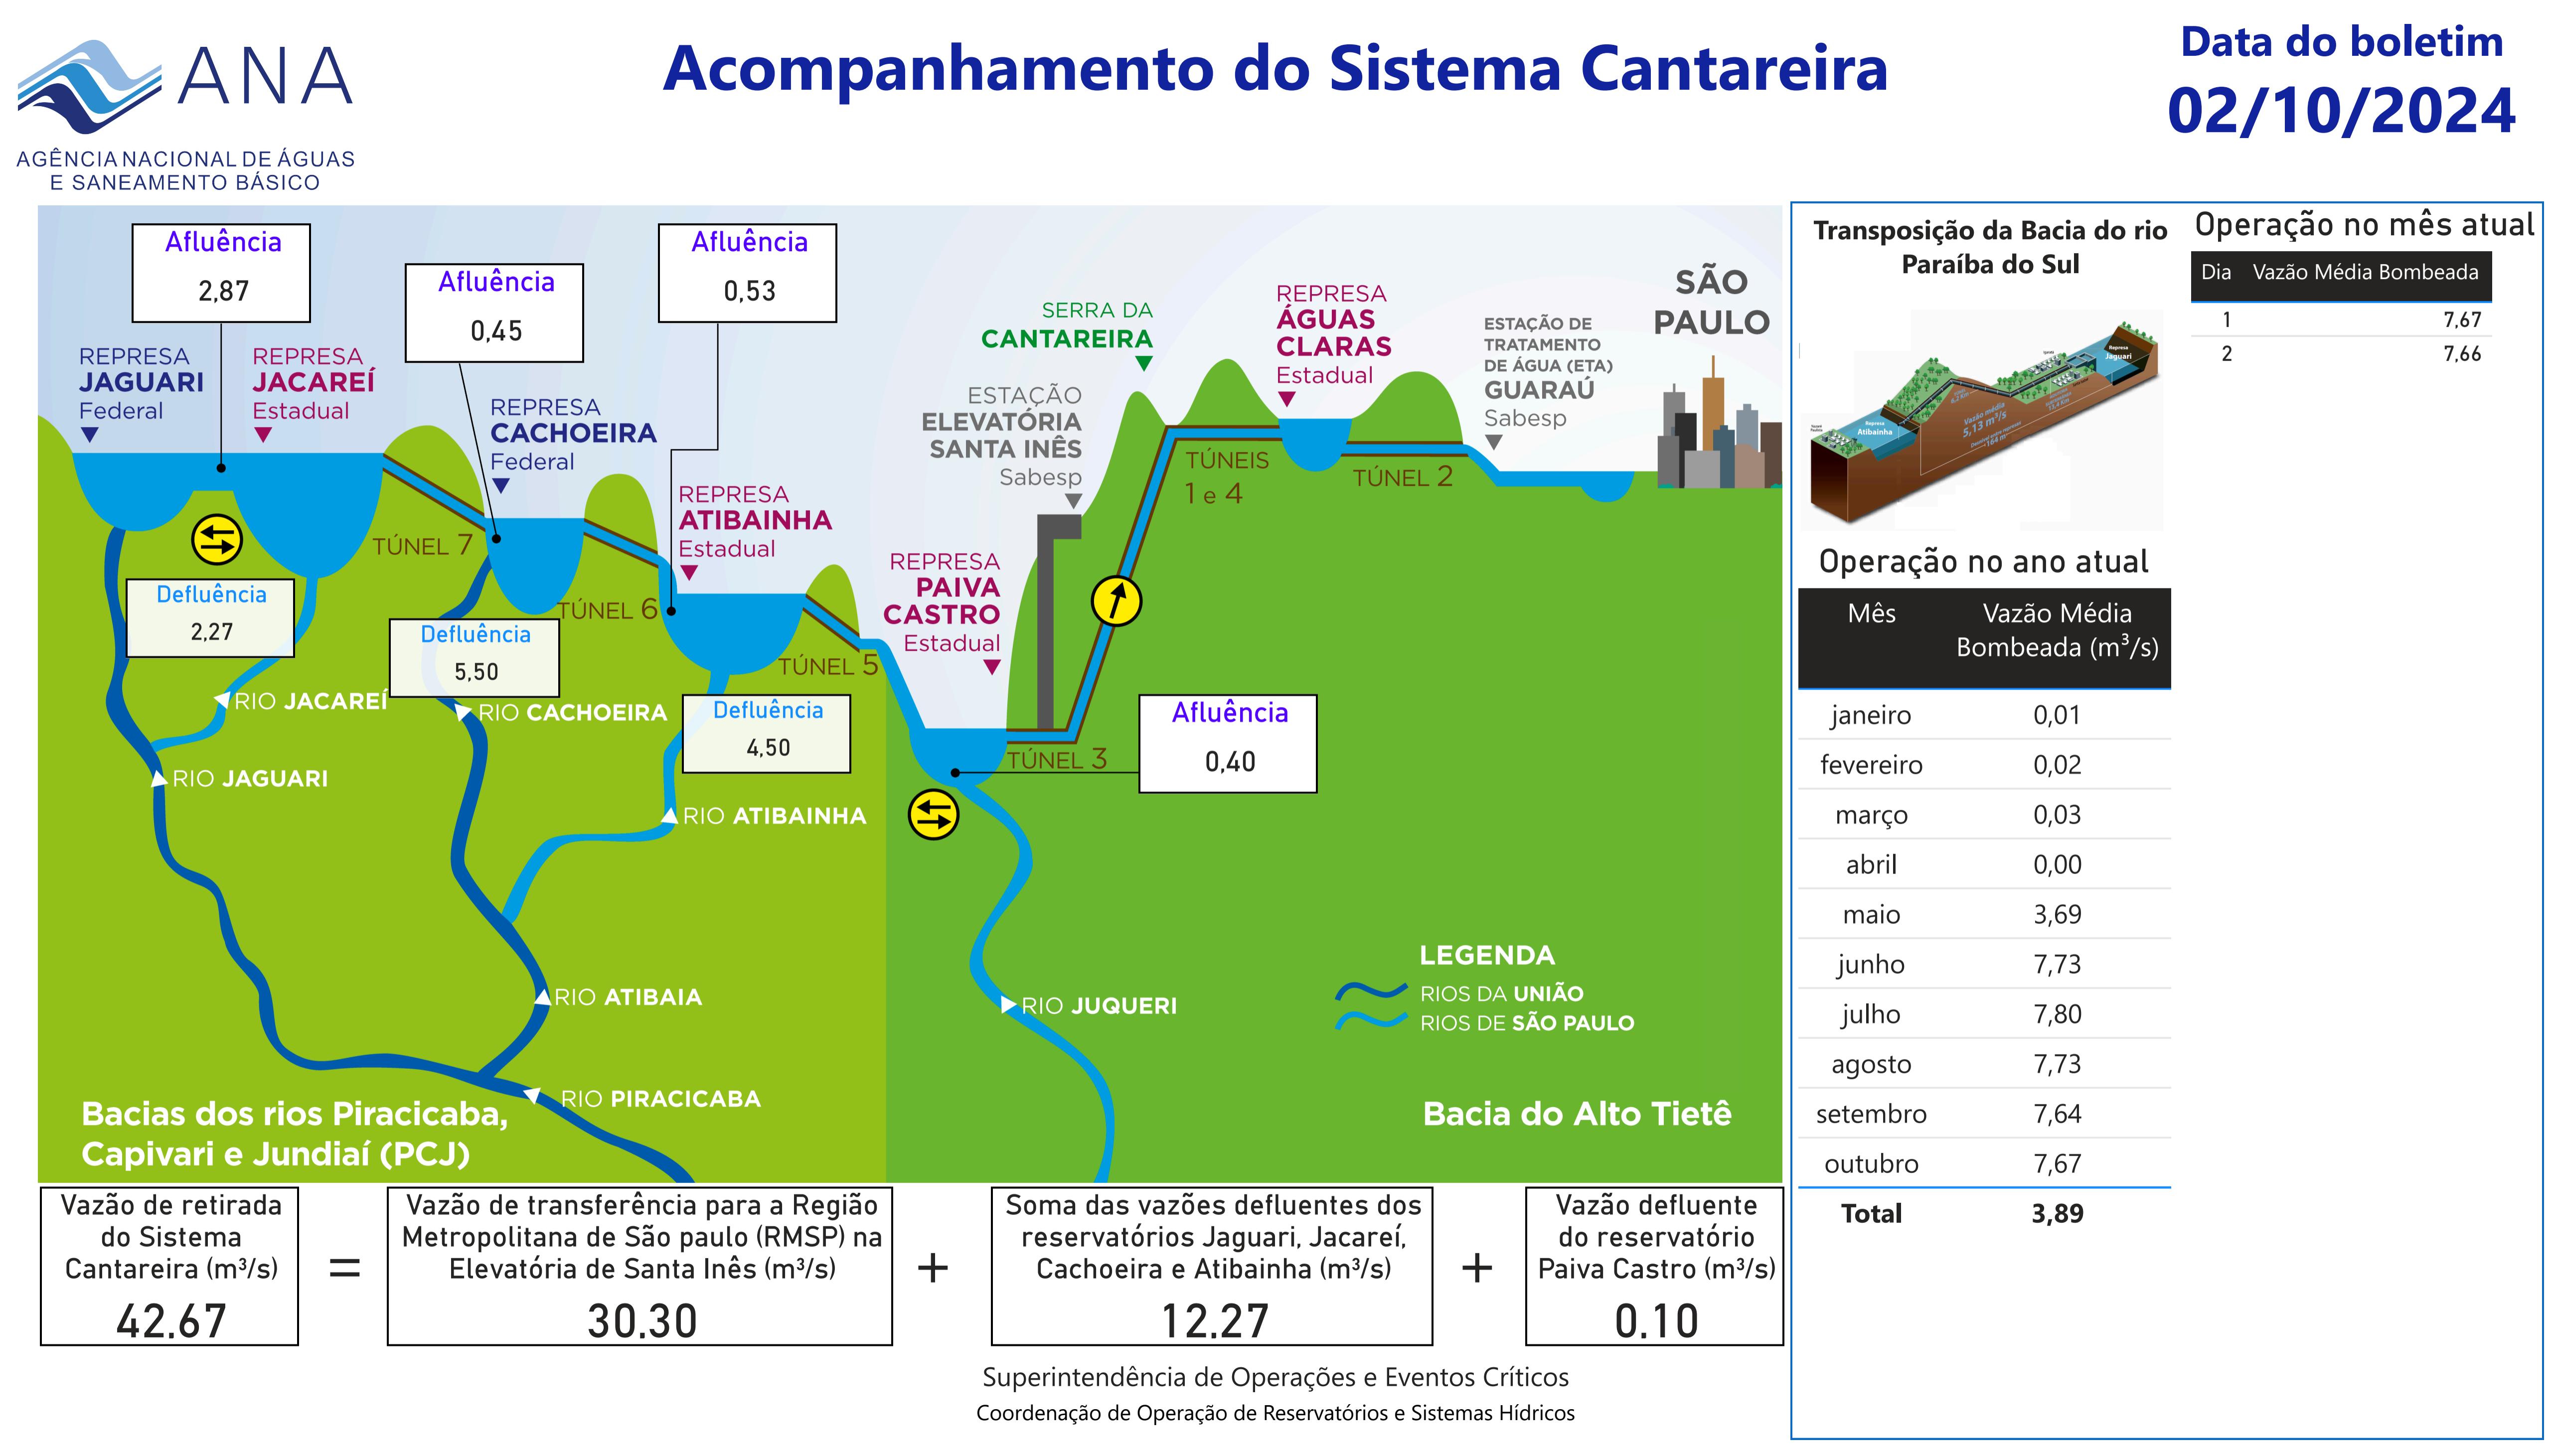 ANA
AGÊNCIA NACIONAL DE ÁGUAS
E SANEAMENTO BÁSICO
Acompanhamento do Sistema Cantareira
Data do boletim
02/10/2024
Afluência
2,87
Afluência
0,45
Afluência
0,53
REPRESA
JAGUARI
Federal
REPRESA
JACAREÍ
Estadual
REPRESA
CACHOEIRA
Federal
REPRESA
ATIBAINHA
Estadual
REPRESA
PAIVA
CASTRO
Estadual
ESTAÇÃO
ELEVATÓRIA
SANTA INÊS
Sabesp
SERRA DA
CANTAREIRA
REPRESA
ÁGUAS
CLARAS
Estadual
ESTAÇÃO DE
TRATAMENTO
DE ÁGUA (ETA)
GUARAÚ
Sabesp
SÃO
PAULO
TÚNEL 7
TÚNEL 6
TÚNEL 5
TÚNEL 3
TÚNEIS
1 e 4
TÚNEL 2
Defluência
2,27
Defluência
5,50
Defluência
4,50
Afluência
0,40
RIO JACAREÍ
RIO CACHOEIRA
RIO JAGUARI
RIO ATIBAINHA
RIO ATIBAIA
RIO JUQUERI
RIO PIRACICABA
LEGENDA
RIOS DA UNIÃO
RIOS DE SÃO PAULO
Bacias dos rios Piracicaba,
Capivari e Jundiaí (PCJ)
Bacia do Alto Tietê
Vazão de retirada
do Sistema
Cantareira (m³/s)
42,67
=
Vazão de transferência para a Região
Metropolitana de São paulo (RMSP) na
Elevatória de Santa Inês (m³/s)
30,30
+
Soma das vazões defluentes dos
reservatórios Jaguari, Jacareí,
Cachoeira e Atibainha (m³/s)
12,27
+
Vazão defluente
do reservatório
Paiva Castro (m³/s)
0,10
Superintendência de Operações e Eventos Críticos
Coordenação de Operação de Reservatórios e Sistemas Hídricos
Transposição da Bacia do rio
Paraíba do Sul
Represa
Jaguari
Represa
Atibainha
Vazão média
5,13 m³/s
Operação no ano atual
Mês Vazão Média
Bombeada (m³/s)
janeiro 0,01
fevereiro 0,02
março 0,03
abril 0,00
maio 3,69
junho 7,73
julho 7,80
agosto 7,73
setembro 7,64
outubro 7,67
Total 3,89
Operação no mês atual
Dia Vazão Média Bombeada
1 7,67
2 7,66